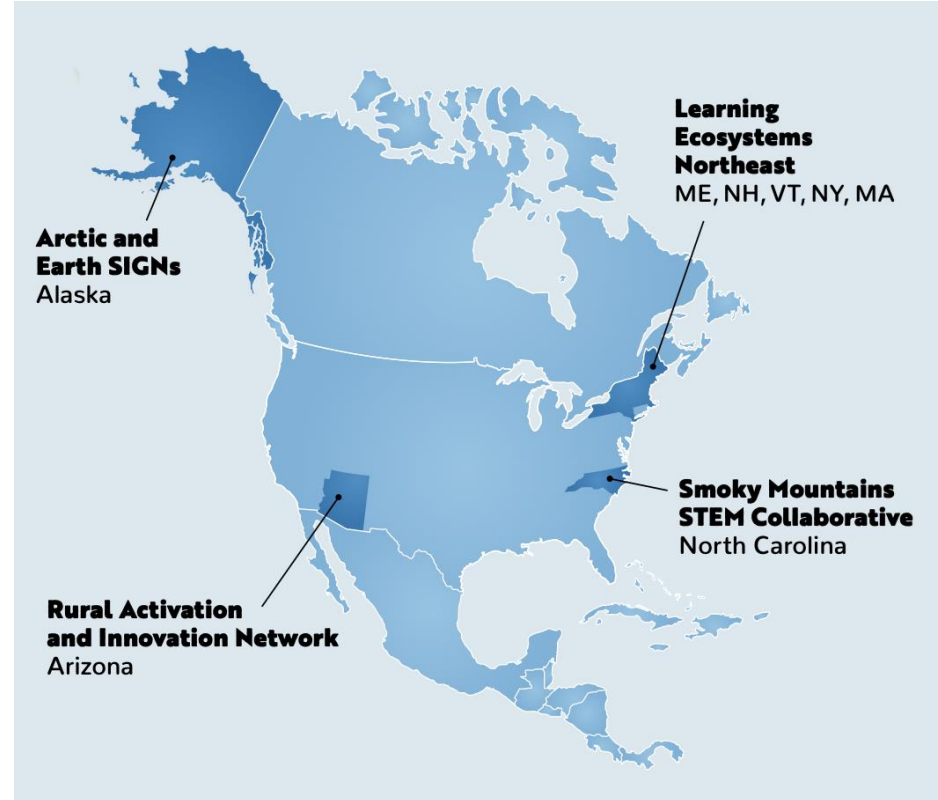 Learning
Ecosystems
Northeast
ME, NH, VT, NY, MA
Arctic and
Earth SIGNs
Alaska
Smoky Mountains
STEM Collaborative
North Carolina
Rural Activation
and Innovation Network
Arizona